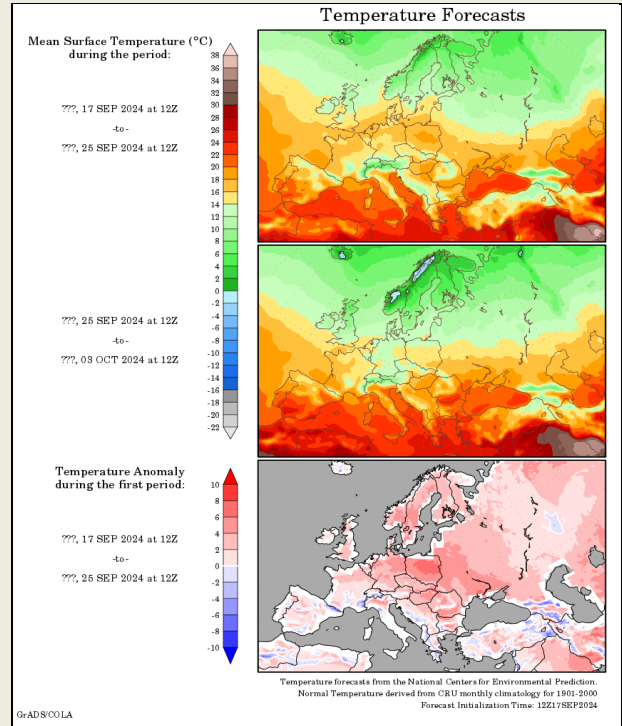 Temperature Forecasts
Mean Surface Temperature (°C)
during the period:
???, 17 SEP 2024 at 12Z
-to-
???, 25 SEP 2024 at 12Z
38
36
34
32
30
28
26
24
22
20
18
16
14
12
10
8
6
4
2
0
-2
-4
-6
-8
-10
-12
-14
-16
-18
-20
-22
???, 25 SEP 2024 at 12Z
-to-
???, 03 OCT 2024 at 12Z
Temperature Anomaly
during the first period:
???, 17 SEP 2024 at 12Z
-to-
???, 25 SEP 2024 at 12Z
10
8
6
4
2
0
-2
-4
-6
-8
-10
Temperature forecasts from the National Centers for Environmental Prediction.
Normal Temperature derived from CRU monthly climatology for 1901-2000
Forecast Initialization Time: 12Z17SEP2024
GrADS/COLA